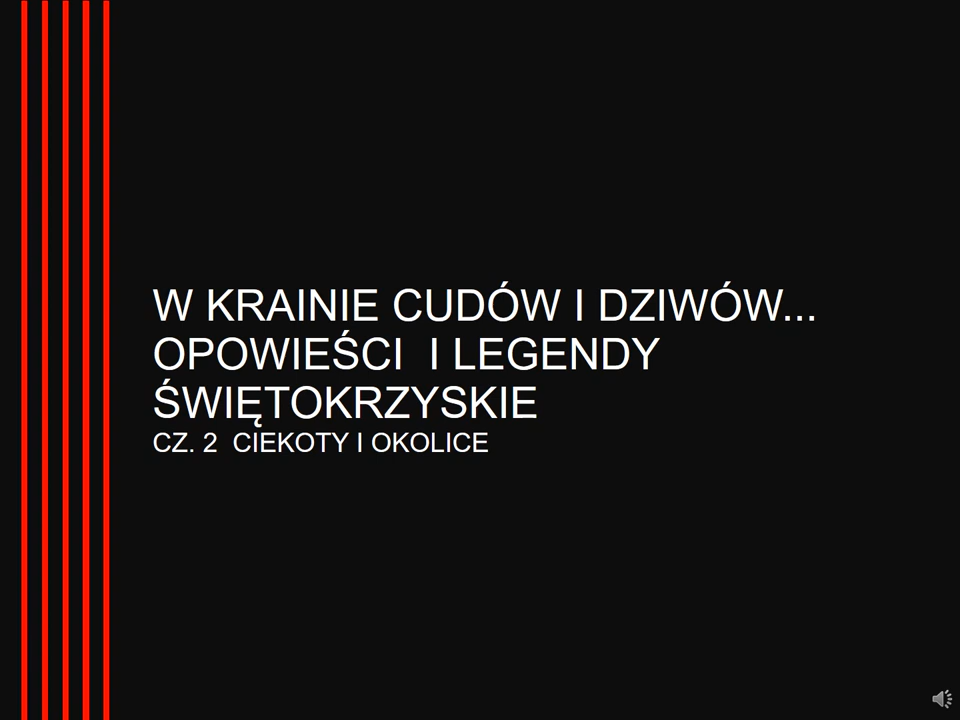 W KRAINIE CUDÓW I DZIWÓW...
OPOWIEŚCI  I LEGENDY
ŚWIĘTOKRZYSKIE
CZ. 2  CIEKOTY I OKOLICE